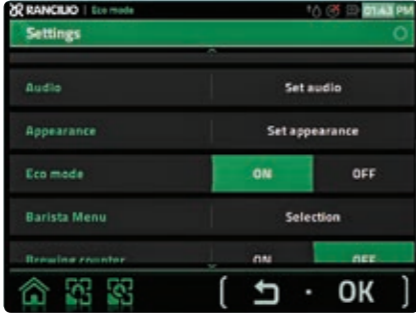 RANCILIO | Eco mode 01:43 PM
Settings
Audio Set audio
Appearance Set appearance
Eco mode ON OFF
Barista Menu Selection
Brewing counter ON OFF
[ · OK ]